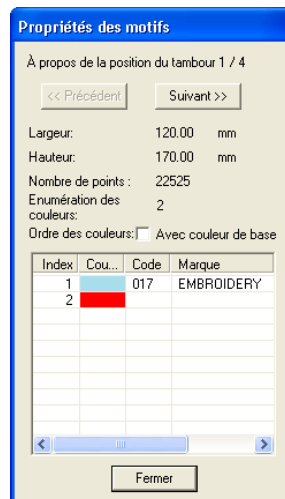 Propriétés des motifs
À propos de la position du tambour 1 / 4
<< Précédent Suivant >>
Largeur: 120.00 mm
Hauteur: 170.00 mm
Nombre de points : 22525
Enumération des couleurs: 2
Ordre des couleurs: Avec couleur de base
Index Cou... Code Marque
1 017 EMBROIDERY
2
Fermer